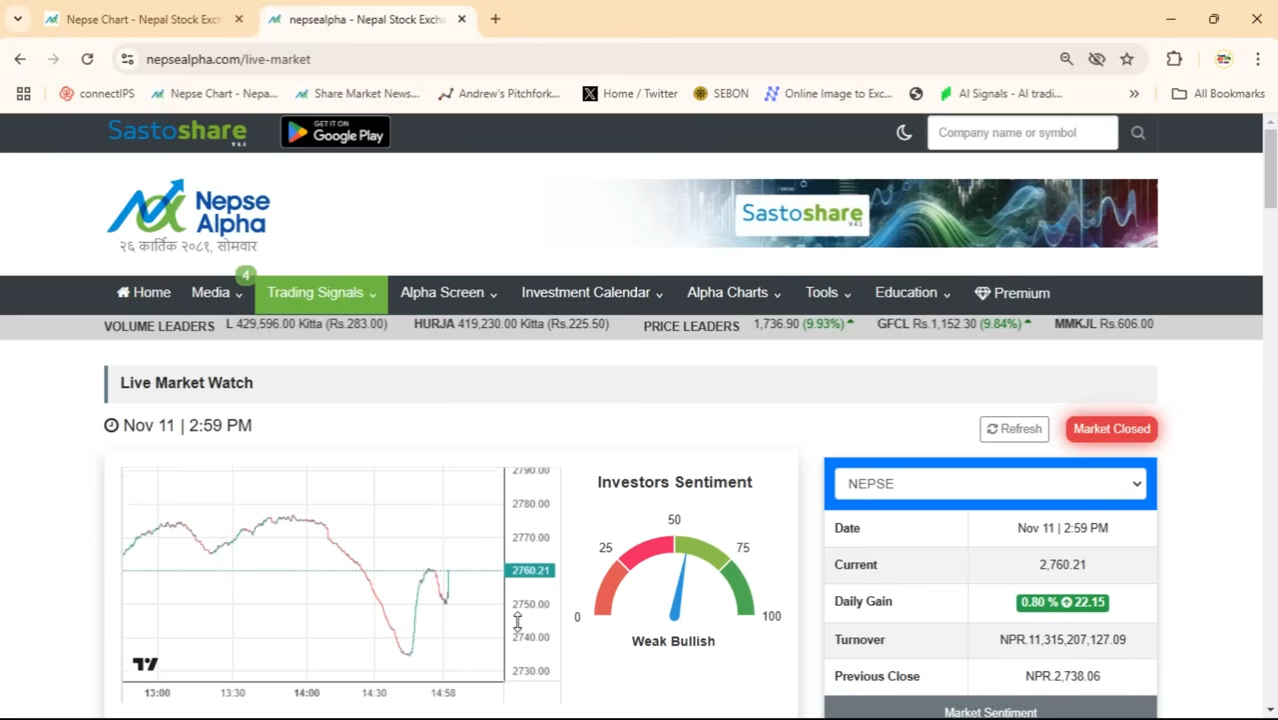 Nepse Chart - Nepal Stock Exch
nepsealpha - Nepal Stock Excha
nepsealpha.com/live-market
connectIPS
Nepse Chart - Nepa...
Share Market News...
Andrew's Pitchfork...
Home / Twitter
SEBON
Online Image to Exc...
AI Signals - AI tradi...
All Bookmarks
Sastoshare
V 4.1
GET IT ON
Google Play
Company name or symbol
Nepse
Alpha
२६ कार्तिक २०८१, सोमवार
Sastoshare
V4.1
Home
Media
4
Trading Signals
Alpha Screen
Investment Calendar
Alpha Charts
Tools
Education
Premium
VOLUME LEADERS
L 429,596.00 Kitta (Rs.283.00)
HURJA 419,230.00 Kitta (Rs.225.50)
PRICE LEADERS
1,736.90 (9.93%)
GFCL Rs.1,152.30 (9.84%)
MMKJL Rs.606.00
Live Market Watch
Nov 11 | 2:59 PM
Refresh
Market Closed
2790.00
2780.00
2770.00
2760.21
2750.00
2740.00
2730.00
13:00
13:30
14:00
14:30
14:58
Investors Sentiment
50
25
75
0
100
Weak Bullish
NEPSE
Date Nov 11 | 2:59 PM
Current 2,760.21
Daily Gain 0.80 % 22.15
Turnover NPR.11,315,207,127.09
Previous Close NPR.2,738.06
Market Sentiment